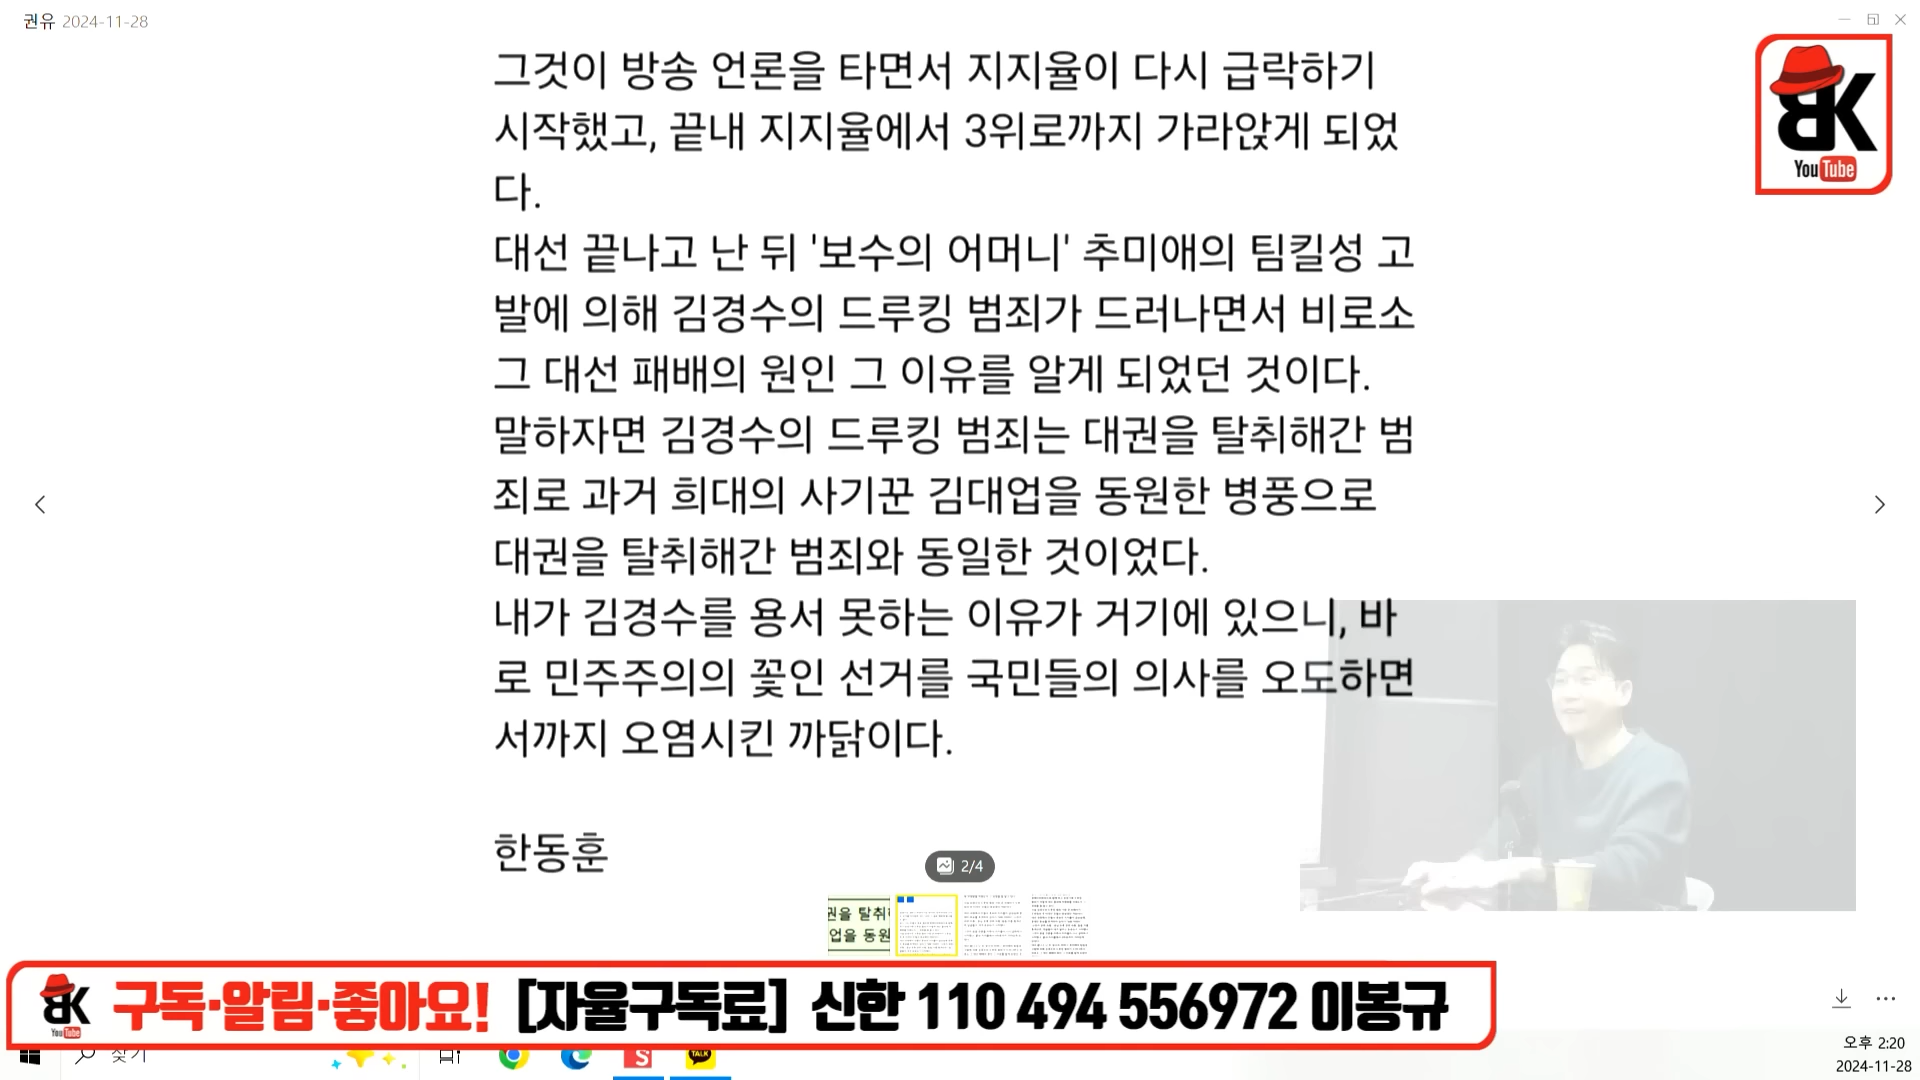 권유 2024-11-28
그것이 방송 언론을 타면서 지지율이 다시 급락하기
시작했고, 끝내 지지율에서 3위로까지 가라앉게 되었
다.
대선 끝나고 난 뒤 '보수의 어머니' 추미애의 팀킬성 고
발에 의해 김경수의 드루킹 범죄가 드러나면서 비로소
그 대선 패배의 원인 그 이유를 알게 되었던 것이다.
말하자면 김경수의 드루킹 범죄는 대권을 탈취해간 범
죄로 과거 희대의 사기꾼 김대업을 동원한 병풍으로
대권을 탈취해간 범죄와 동일한 것이었다.
내가 김경수를 용서 못하는 이유가 거기에 있으니, 바
로 민주주의의 꽃인 선거를 국민들의 의사를 오도하면
서까지 오염시킨 까닭이다.
한동훈
BK
YouTube
2/4
권을 탈취
업을 동원
BK
YouTube
구독·알림·좋아요! [자율구독료] 신한 110 494 556972 이봉규
찾기
S
TALK
오후 2:20
2024-11-28